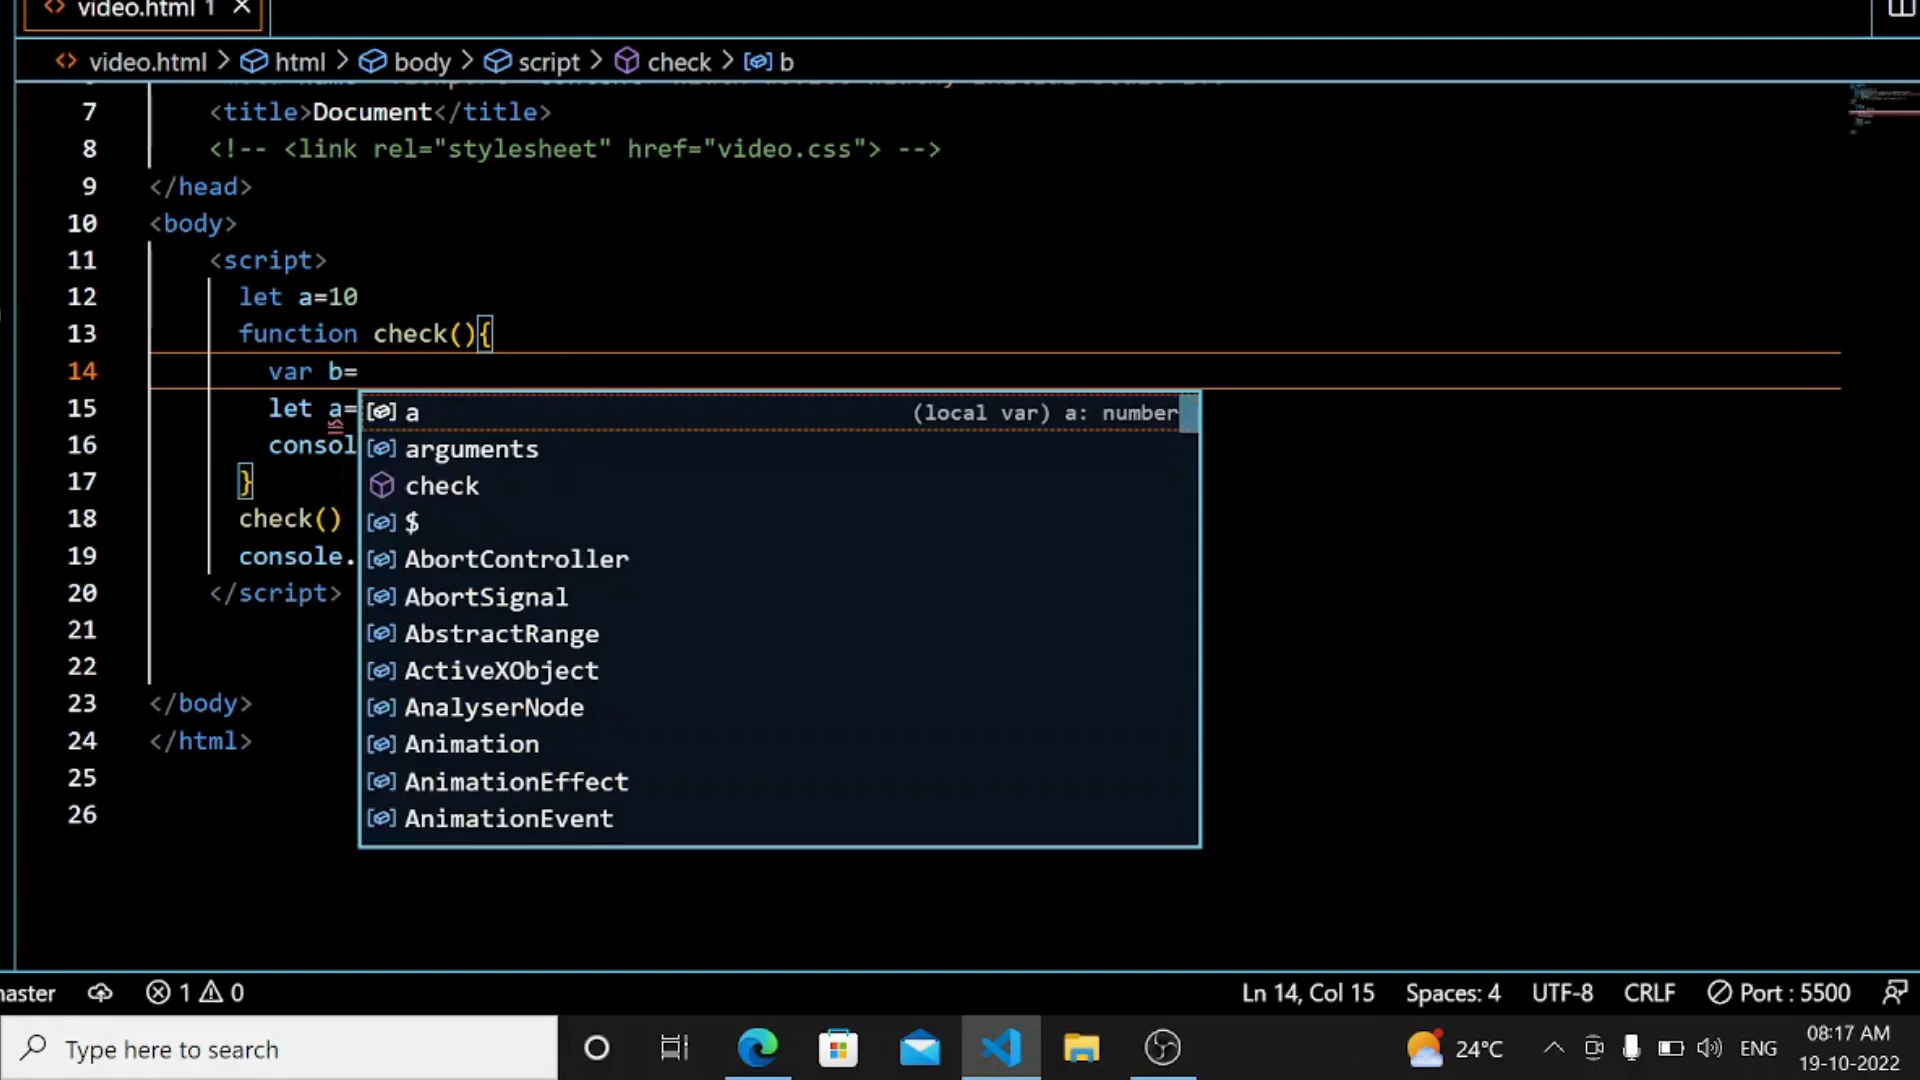 video.html 1
video.html > html > body > script > check > b
7 <title>Document</title>
8 <!-- <link rel="stylesheet" href="video.css"> -->
9 </head>
10 <body>
11 <script>
12 let a=10
13 function check(){
14 var b=
15 let a=
16 consol
17 }
18 check()
19 console.
20 </script>
21
22
23 </body>
24 </html>
25
26
a (local var) a: number
arguments
check
$
AbortController
AbortSignal
AbstractRange
ActiveXObject
AnalyserNode
Animation
AnimationEffect
AnimationEvent
master 1 0 Ln 14, Col 15 Spaces: 4 UTF-8 CRLF Port : 5500
Type here to search 24°C ENG 08:17 AM
19-10-2022